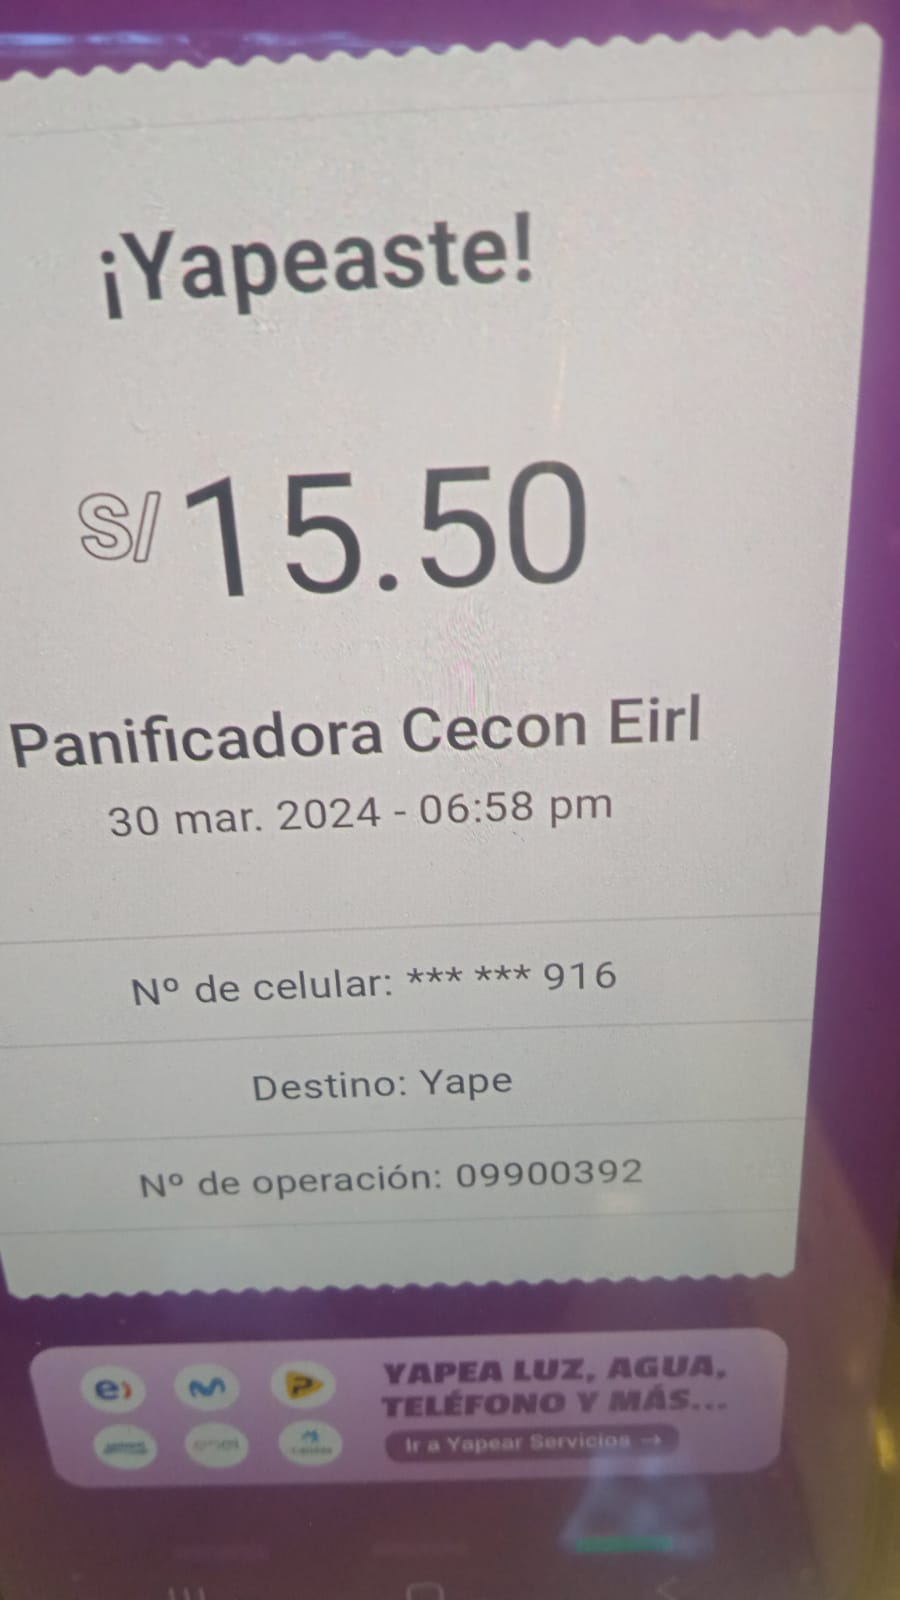 ¡Yapeaste!
S/ 15.50
Panificadora Cecon Eirl
30 mar. 2024 - 06:58 pm
Nº de celular: *** *** 916
Destino: Yape
Nº de operación: 09900392
YAPEA LUZ, AGUA,
TELÉFONO Y MÁS...
Ir a Yapear Servicios →